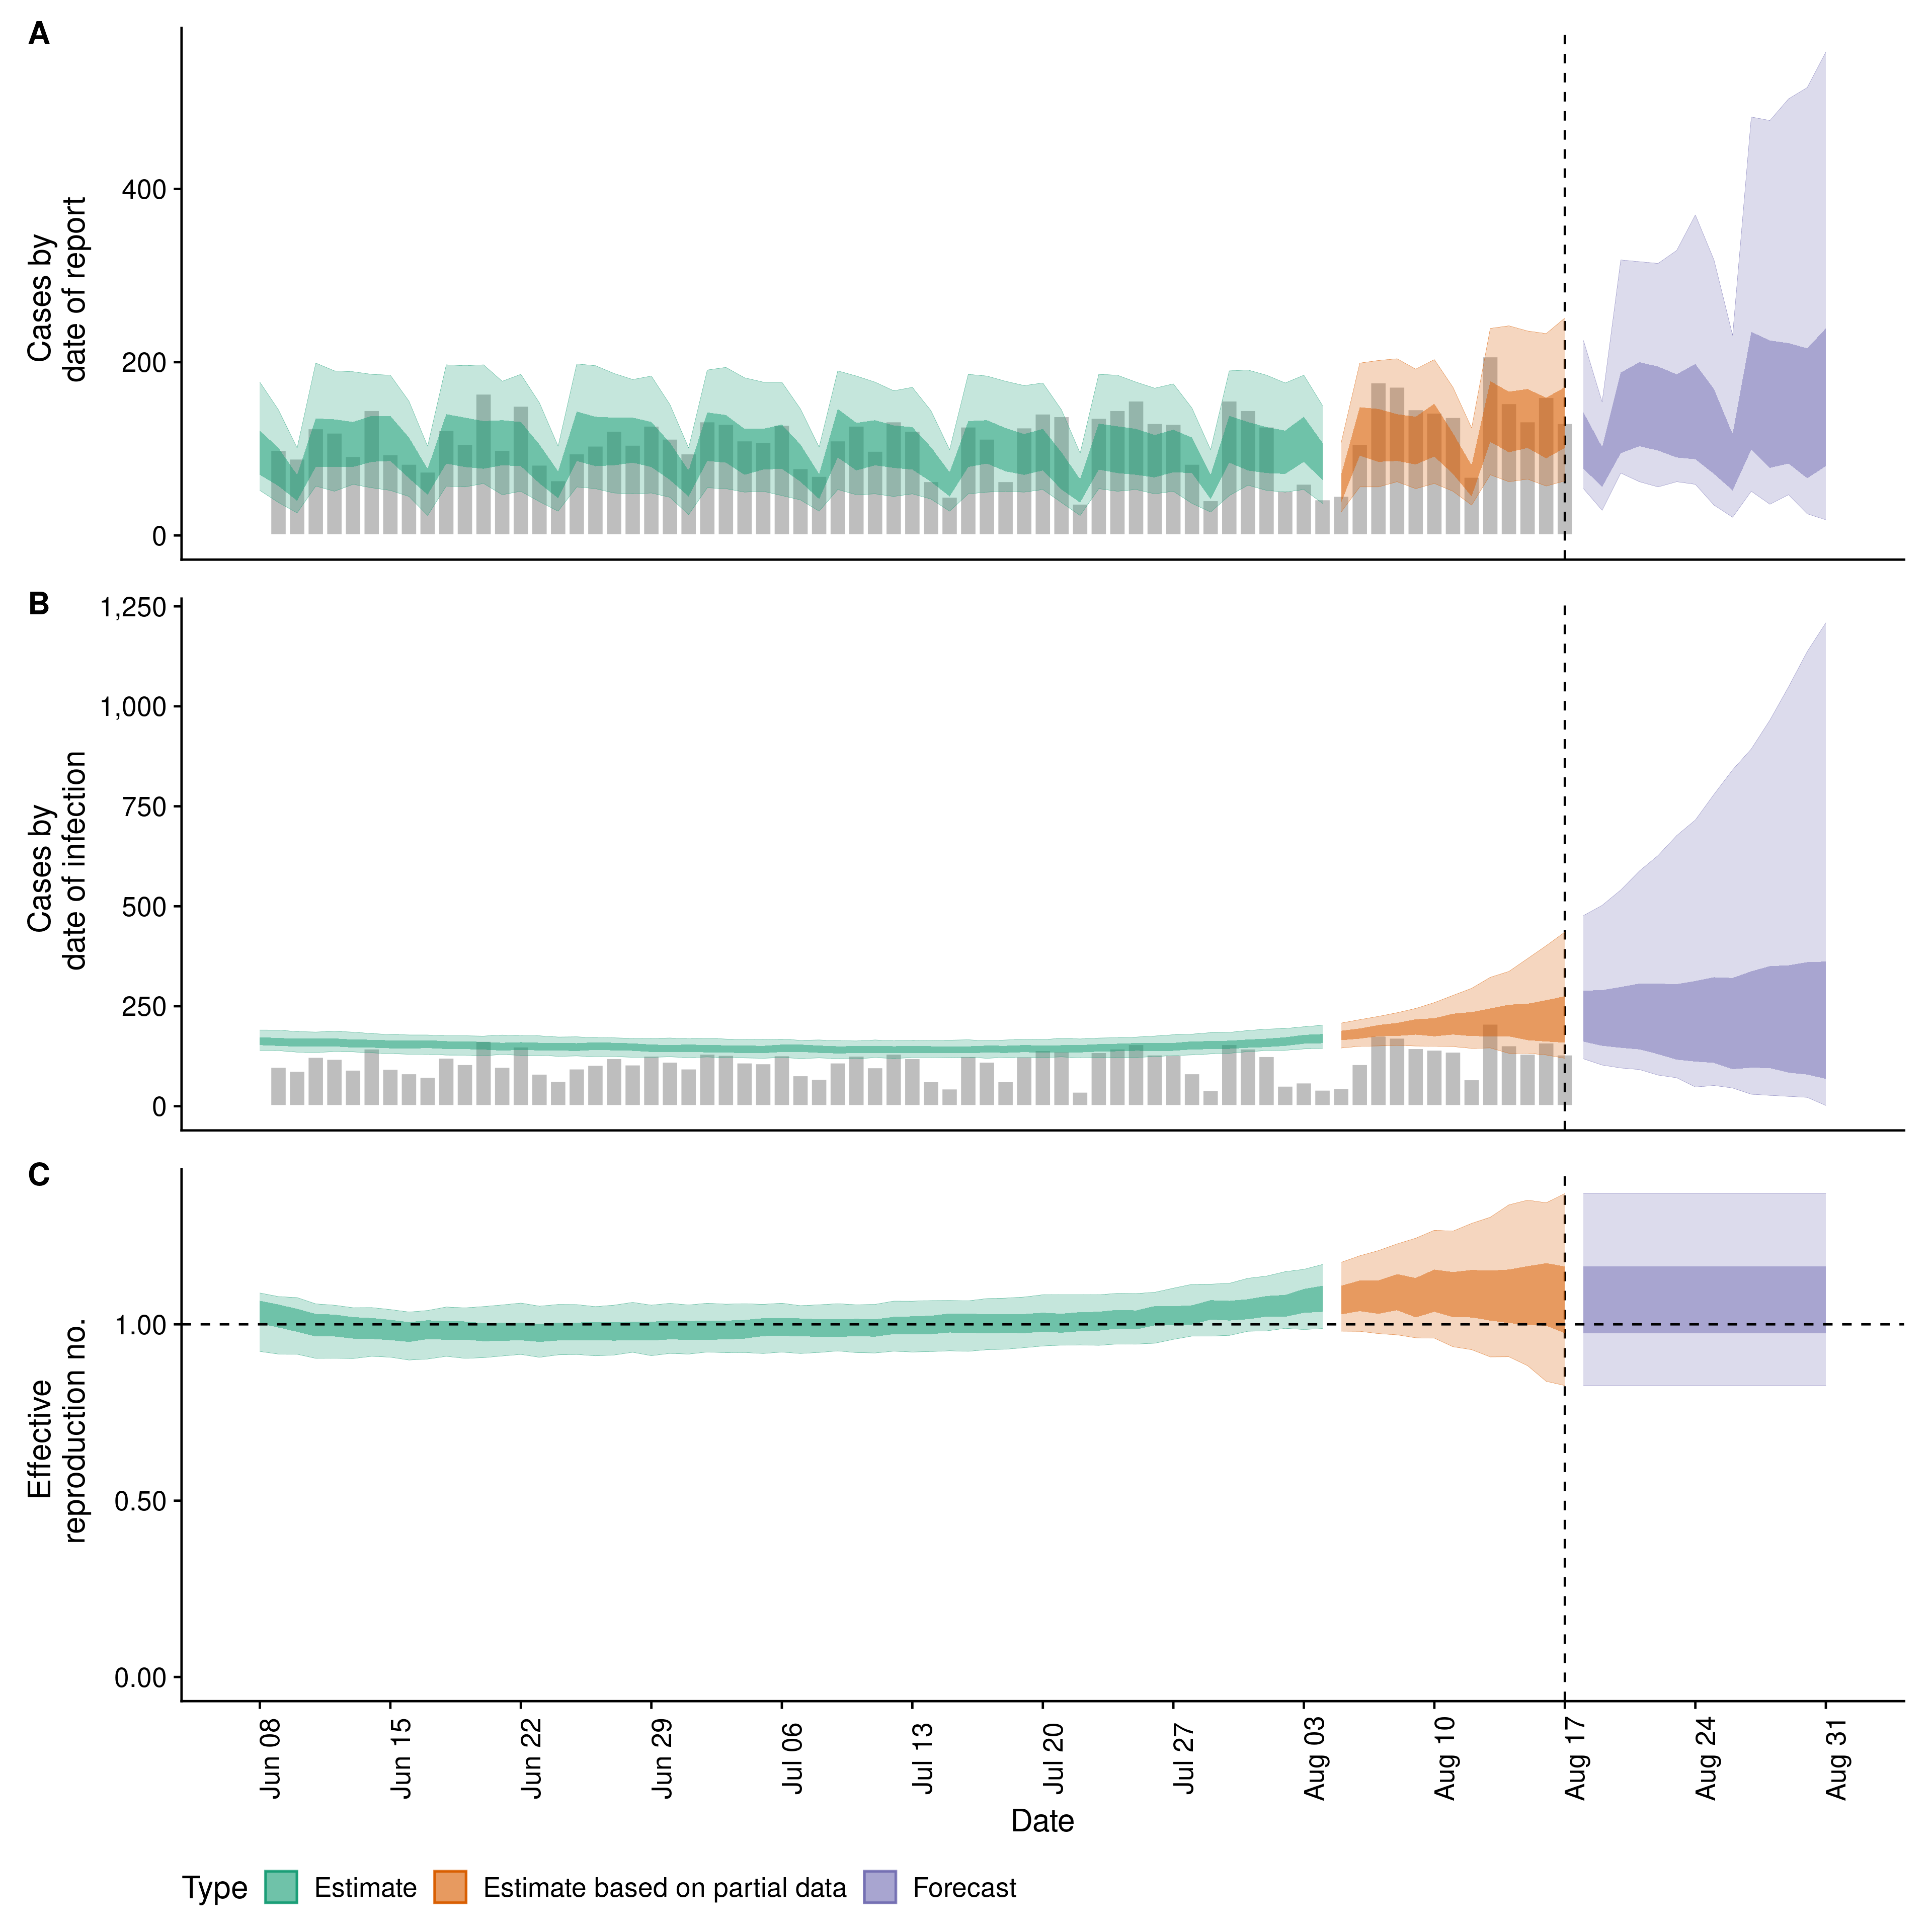 A
Cases by
date of report
400
200
0
B
Cases by
date of infection
1,250
1,000
750
500
250
0
C
Effective
reproduction no.
1.00
0.50
0.00
Jun 08
Jun 15
Jun 22
Jun 29
Jul 06
Jul 13
Jul 20
Jul 27
Aug 03
Aug 10
Aug 17
Aug 24
Aug 31
Date
Type Estimate Estimate based on partial data Forecast